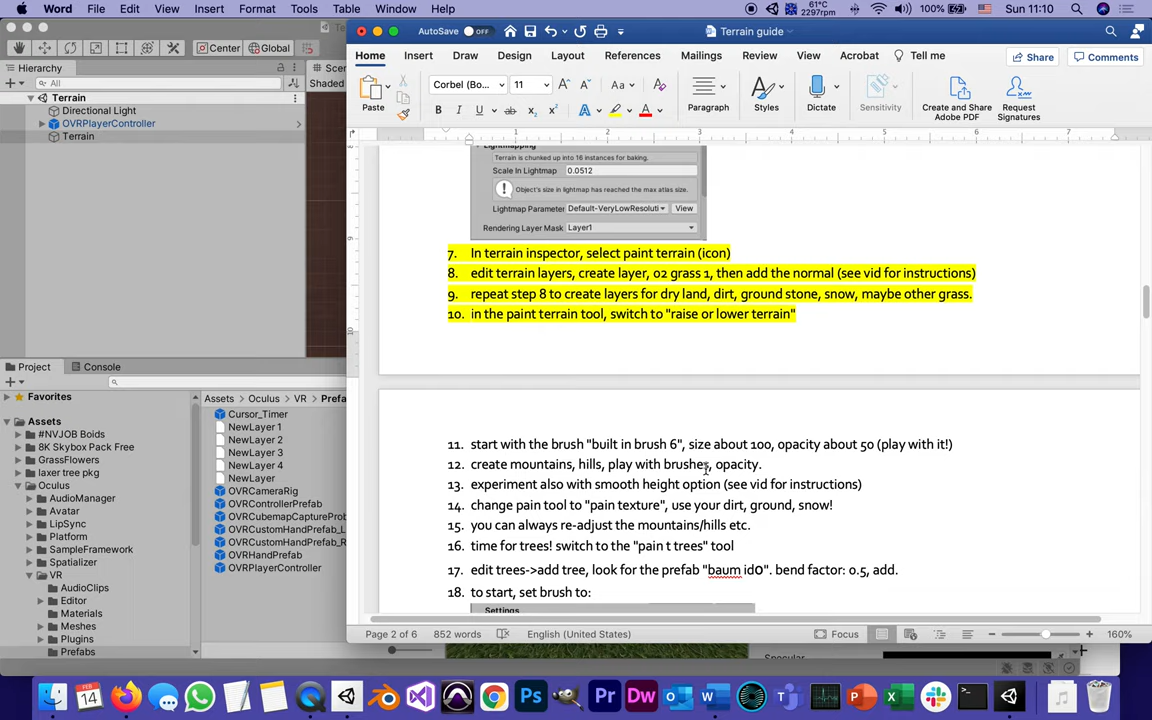 Word File Edit View Insert Format Tools Table Window Help
61°C 2297rpm 100% Sun 11:10
AutoSave OFF Terrain guide
Home Insert Draw Design Layout References Mailings Review View Acrobat Tell me Share Comments
Paste Corbel (Bo... 11 Paragraph Styles Dictate Sensitivity Create and Share Adobe PDF Request Signatures
Center Global
Hierarchy
All
Terrain
Directional Light
OVRPlayerController
Terrain
Shaded
Lightmapping
Terrain is chunked up into 16 instances for baking.
Scale In Lightmap 0.0512
Object's size in lightmap has reached the max atlas size.
Lightmap Parameter Default-VeryLowResoluti View
Rendering Layer Mask Layer1
7. In terrain inspector, select paint terrain (icon)
8. edit terrain layers, create layer, 02 grass 1, then add the normal (see vid for instructions)
9. repeat step 8 to create layers for dry land, dirt, ground stone, snow, maybe other grass.
10. in the paint terrain tool, switch to "raise or lower terrain"
11. start with the brush "built in brush 6", size about 100, opacity about 50 (play with it!)
12. create mountains, hills, play with brushes, opacity.
13. experiment also with smooth height option (see vid for instructions)
14. change pain tool to "pain texture", use your dirt, ground, snow!
15. you can always re-adjust the mountains/hills etc.
16. time for trees! switch to the "pain t trees" tool
17. edit trees->add tree, look for the prefab "baum ido". bend factor: 0.5, add.
18. to start, set brush to:
Settings
Project Console
Favorites
Assets
#NVJOB Boids
8K Skybox Pack Free
GrassFlowers
laxer tree pkg
Oculus
AudioManager
Avatar
LipSync
Platform
SampleFramework
Spatializer
VR
AudioClips
Editor
Materials
Meshes
Plugins
Prefabs
Assets Oculus VR Prefa
Cursor_Timer
NewLayer 1
NewLayer 2
NewLayer 3
NewLayer 4
NewLayer
OVRCameraRig
OVRControllerPrefab
OVRCubemapCaptureProb
OVRCustomHandPrefab_L
OVRCustomHandPrefab_R
OVRHandPrefab
OVRPlayerController
Page 2 of 6 852 words English (United States) Focus 160%
Specular
FEB 14